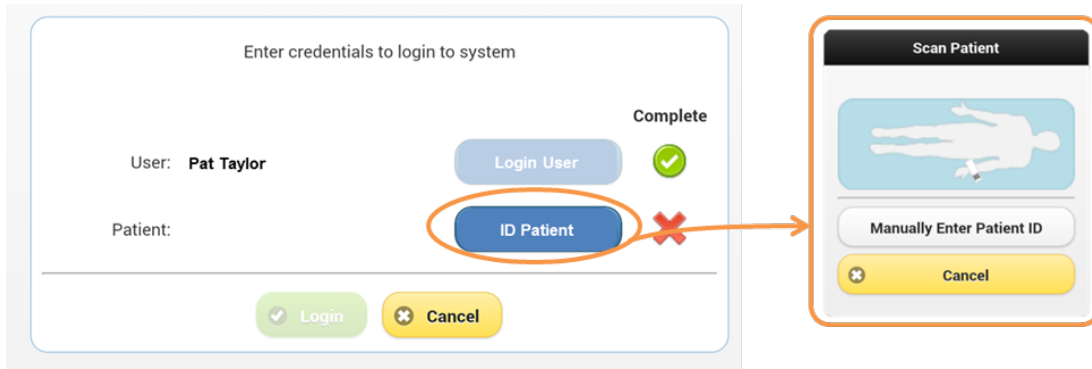 Enter credentials to login to system
Complete
User: Pat Taylor Login User
Patient: ID Patient
Login Cancel
Scan Patient
Manually Enter Patient ID
Cancel